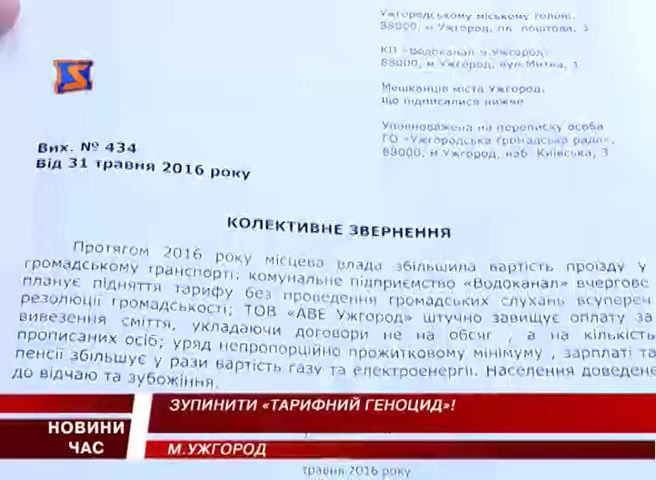 Ужгородському міському голові,
88000, м Ужгород, пл. поштова, 3
КП «Водоканал м Ужгород»
88000, м Ужгород, вул Митна, 1
Мешканців міста Ужгород,
що підписалися нижче
Уповноважена на переписку особа
ГО «Ужгородська громадська рада»,
88000, м Ужгород, наб Київська, 3
Вих. № 434
Від 31 травня 2016 року
КОЛЕКТИВНЕ ЗВЕРНЕННЯ
Протягом 2016 року місцева влада збільшила вартість проїзду у
громадському транспорті; комунальне підприємство «Водоканал» вчергове
планує підняття тарифу без проведення громадських слухань всупереч
резолюції громадськості; ТОВ «АВЕ Ужгород» штучно завищує оплату за
вивезення сміття, укладаючи договори не на обсяг , а на кількість
прописаних осіб; уряд непропорційно прожитковому мінімуму , зарплаті та
пенсії збільшує у рази вартість газу та електроенергії. Населення доведене
до відчаю та зубожіння.
ЗУПИНИТИ «ТАРИФНИЙ ГЕНОЦИД»!
НОВИНИ
ЧАС
М.УЖГОРОД
травня 2016 року